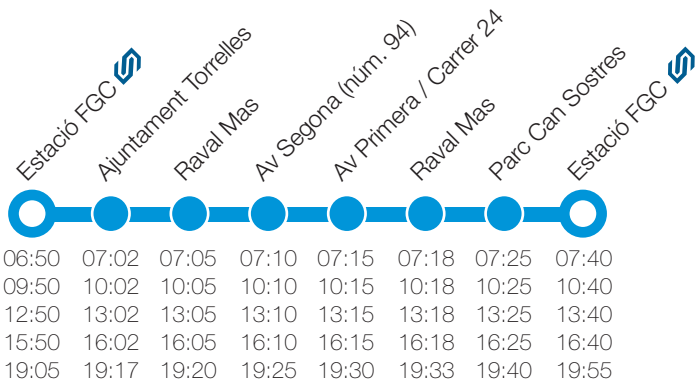 Estació FGC
Ajuntament Torrelles
Raval Mas
Av Segona (núm. 94)
Av Primera / Carrer 24
Raval Mas
Parc Can Sostres
Estació FGC
06:50 07:02 07:05 07:10 07:15 07:18 07:25 07:40
09:50 10:02 10:05 10:10 10:15 10:18 10:25 10:40
12:50 13:02 13:05 13:10 13:15 13:18 13:25 13:40
15:50 16:02 16:05 16:10 16:15 16:18 16:25 16:40
19:05 19:17 19:20 19:25 19:30 19:33 19:40 19:55